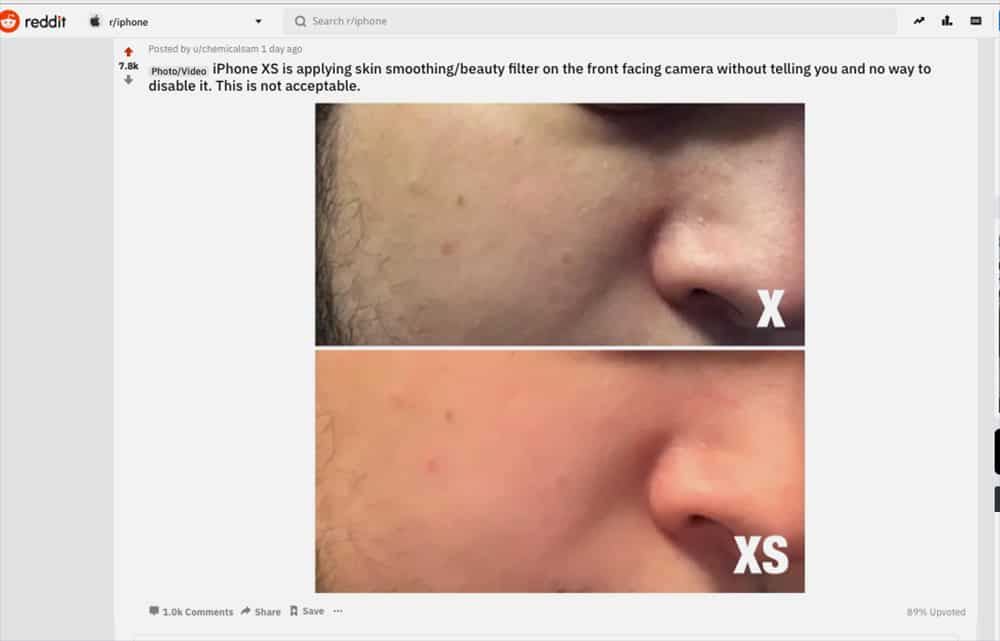 reddit r/iphone Search r/iphone
Posted by u/chemicalsam 1 day ago
7.8k
Photo/Video iPhone XS is applying skin smoothing/beauty filter on the front facing camera without telling you and no way to
disable it. This is not acceptable.
X
XS
1.0k Comments Share Save ... 89% Upvoted